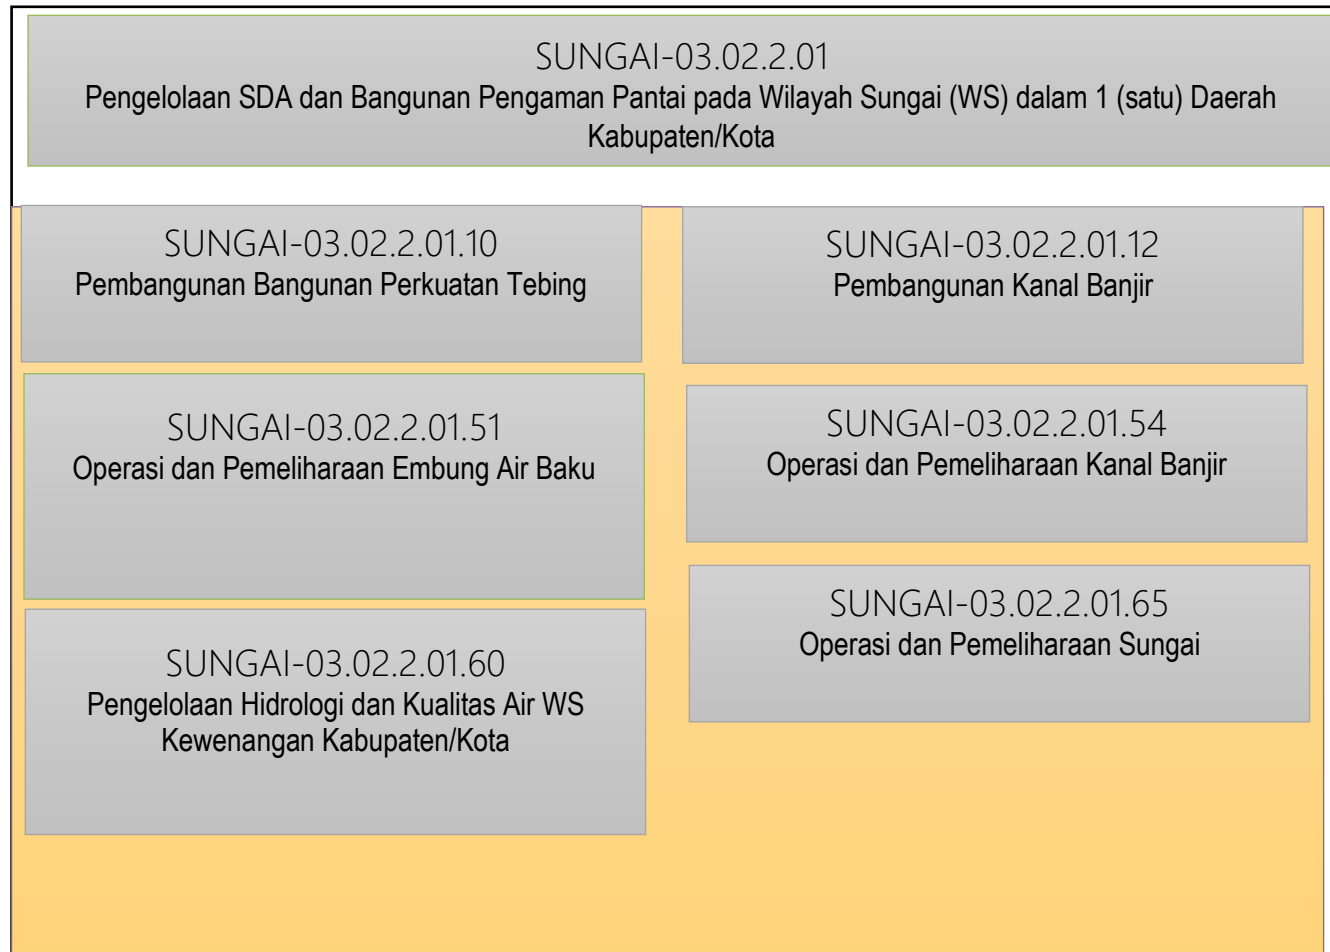 SUNGAI-03.02.2.01
Pengelolaan SDA dan Bangunan Pengaman Pantai pada Wilayah Sungai (WS) dalam 1 (satu) Daerah
Kabupaten/Kota
SUNGAI-03.02.2.01.10
Pembangunan Bangunan Perkuatan Tebing
SUNGAI-03.02.2.01.12
Pembangunan Kanal Banjir
SUNGAI-03.02.2.01.51
Operasi dan Pemeliharaan Embung Air Baku
SUNGAI-03.02.2.01.54
Operasi dan Pemeliharaan Kanal Banjir
SUNGAI-03.02.2.01.60
Pengelolaan Hidrologi dan Kualitas Air WS
Kewenangan Kabupaten/Kota
SUNGAI-03.02.2.01.65
Operasi dan Pemeliharaan Sungai